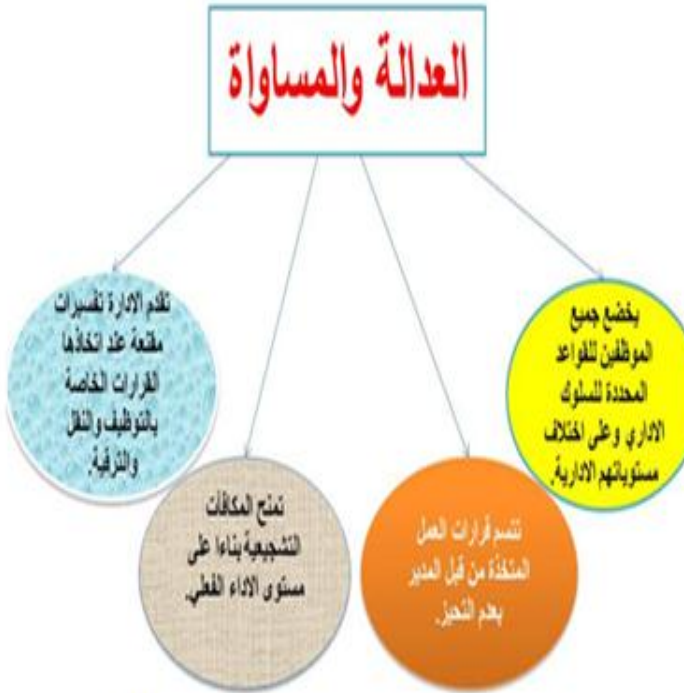 العدالة والمساواة
يخضع جميع
الموظفين للقواعد
المحددة للسلوك
الاداري وعلى اختلاف
مستوياتهم الادارية.
تتسم قرارات العمل
المتخذة من قبل المدير
بعدم التحيز.
تمنح المكافآت
التشجيعية بناءا على
مستوى الاداء الفعلي.
تقدم الادارة تفسيرات
مقنعة عند اتخاذها
القرارات الخاصة
بالتوظيف والنقل
والترقية.